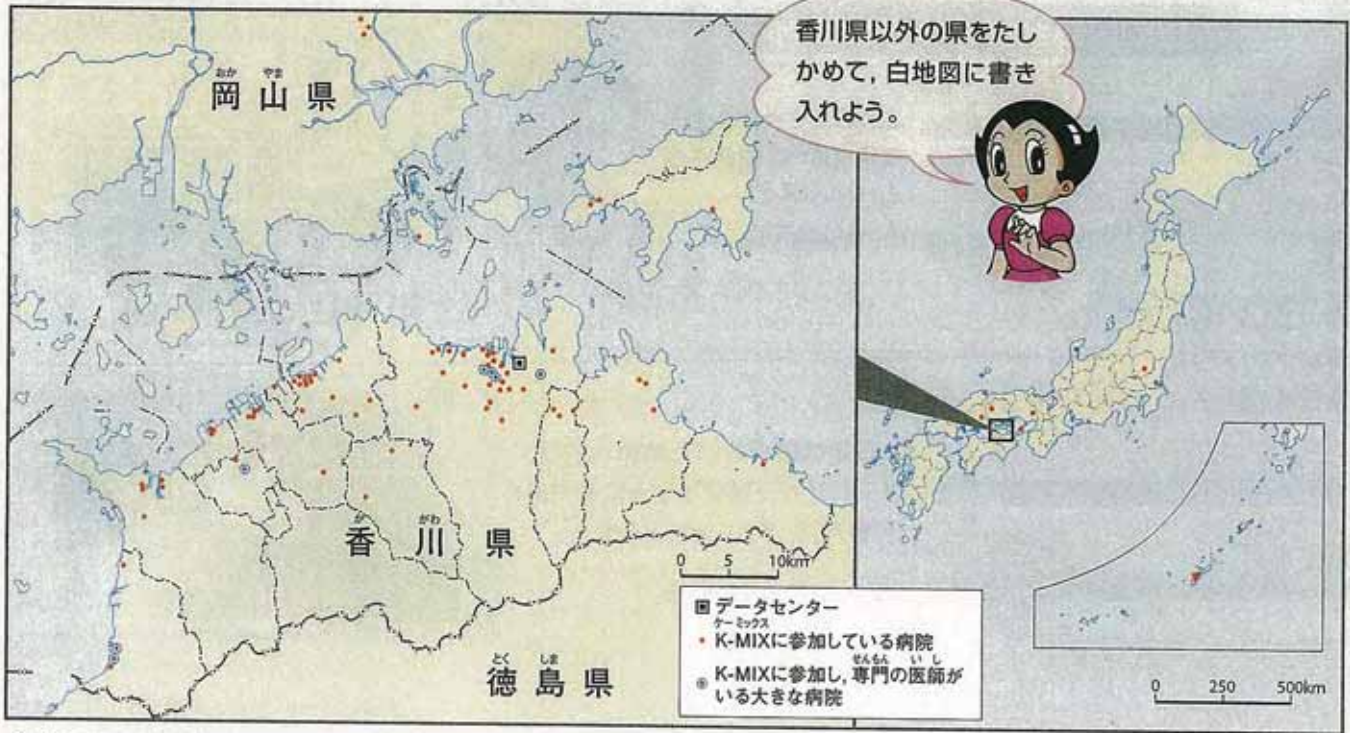 香川県以外の県をたし
かめて，白地図に書き
入れよう。
おか やま
岡山県
か がわ
香川県
とく しま
徳島県
0 5 10km
データセンター
ケーミックス
K-MIXに参加している病院
せんもん いし
K-MIXに参加し，専門の医師が
いる大きな病院
0 250 500km